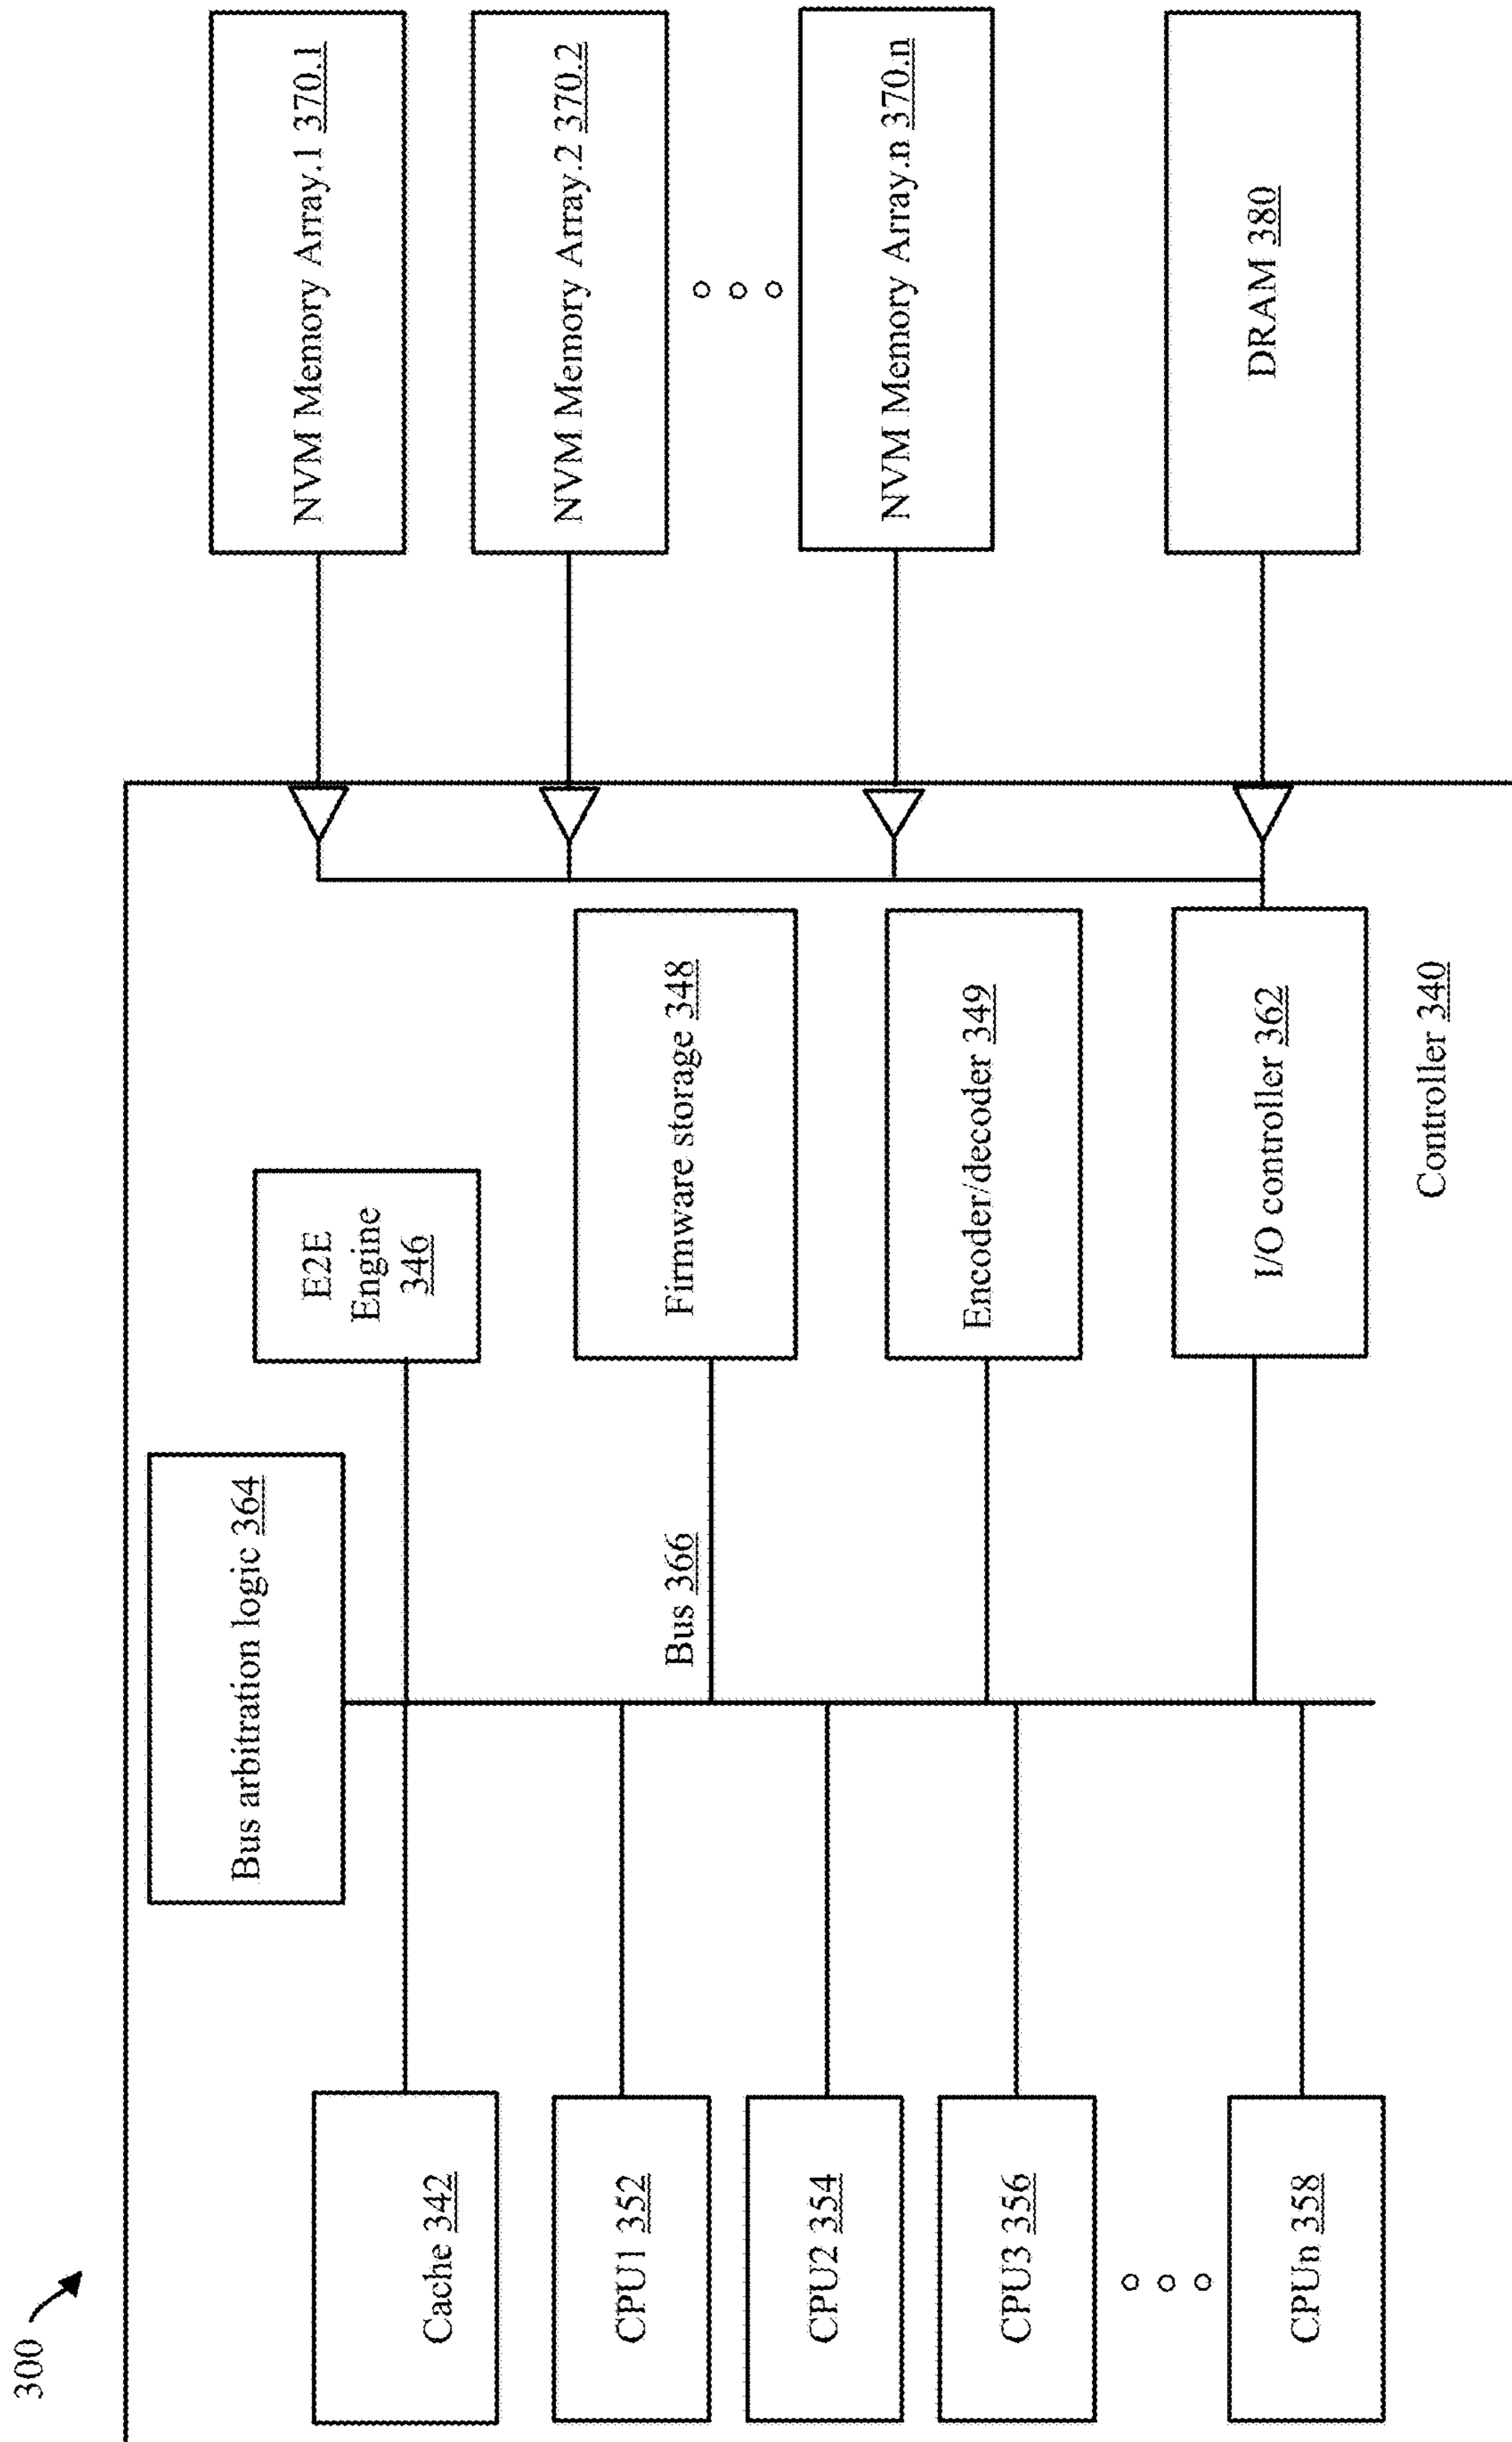 300
Bus arbitration logic 364
NVM Memory Array.1 370.1
E2E
Engine
346
Cache 342
NVM Memory Array.2 370.2
CPU1 352
Bus 366
Firmware storage 348
CPU2 354
NVM Memory Array.n 370.n
Encoder/decoder 349
CPU3 356
I/O controller 362
DRAM 380
CPUn 358
Controller 340